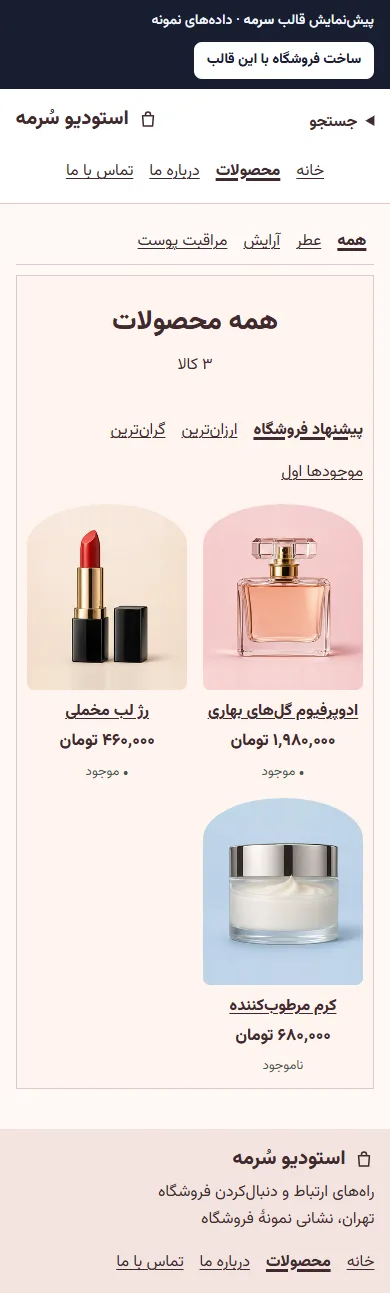 پیش‌نمایش قالب سرمه · داده‌های نمونه
ساخت فروشگاه با این قالب
جستجو
استودیو سُرمه
خانه محصولات درباره ما تماس با ما
همه عطر آرایش مراقبت پوست
همه محصولات
۳ کالا
پیشنهاد فروشگاه ارزان‌ترین گران‌ترین
موجودها اول
ادوپرفیوم گل‌های بهاری
۱,۹۸۰,۰۰۰ تومان
• موجود
رژ لب مخملی
۴۶۰,۰۰۰ تومان
• موجود
کرم مرطوب‌کننده
۶۸۰,۰۰۰ تومان
ناموجود
استودیو سُرمه
راه‌های ارتباط و دنبال‌کردن فروشگاه
تهران، نشانی نمونهٔ فروشگاه
خانه محصولات درباره ما تماس با ما